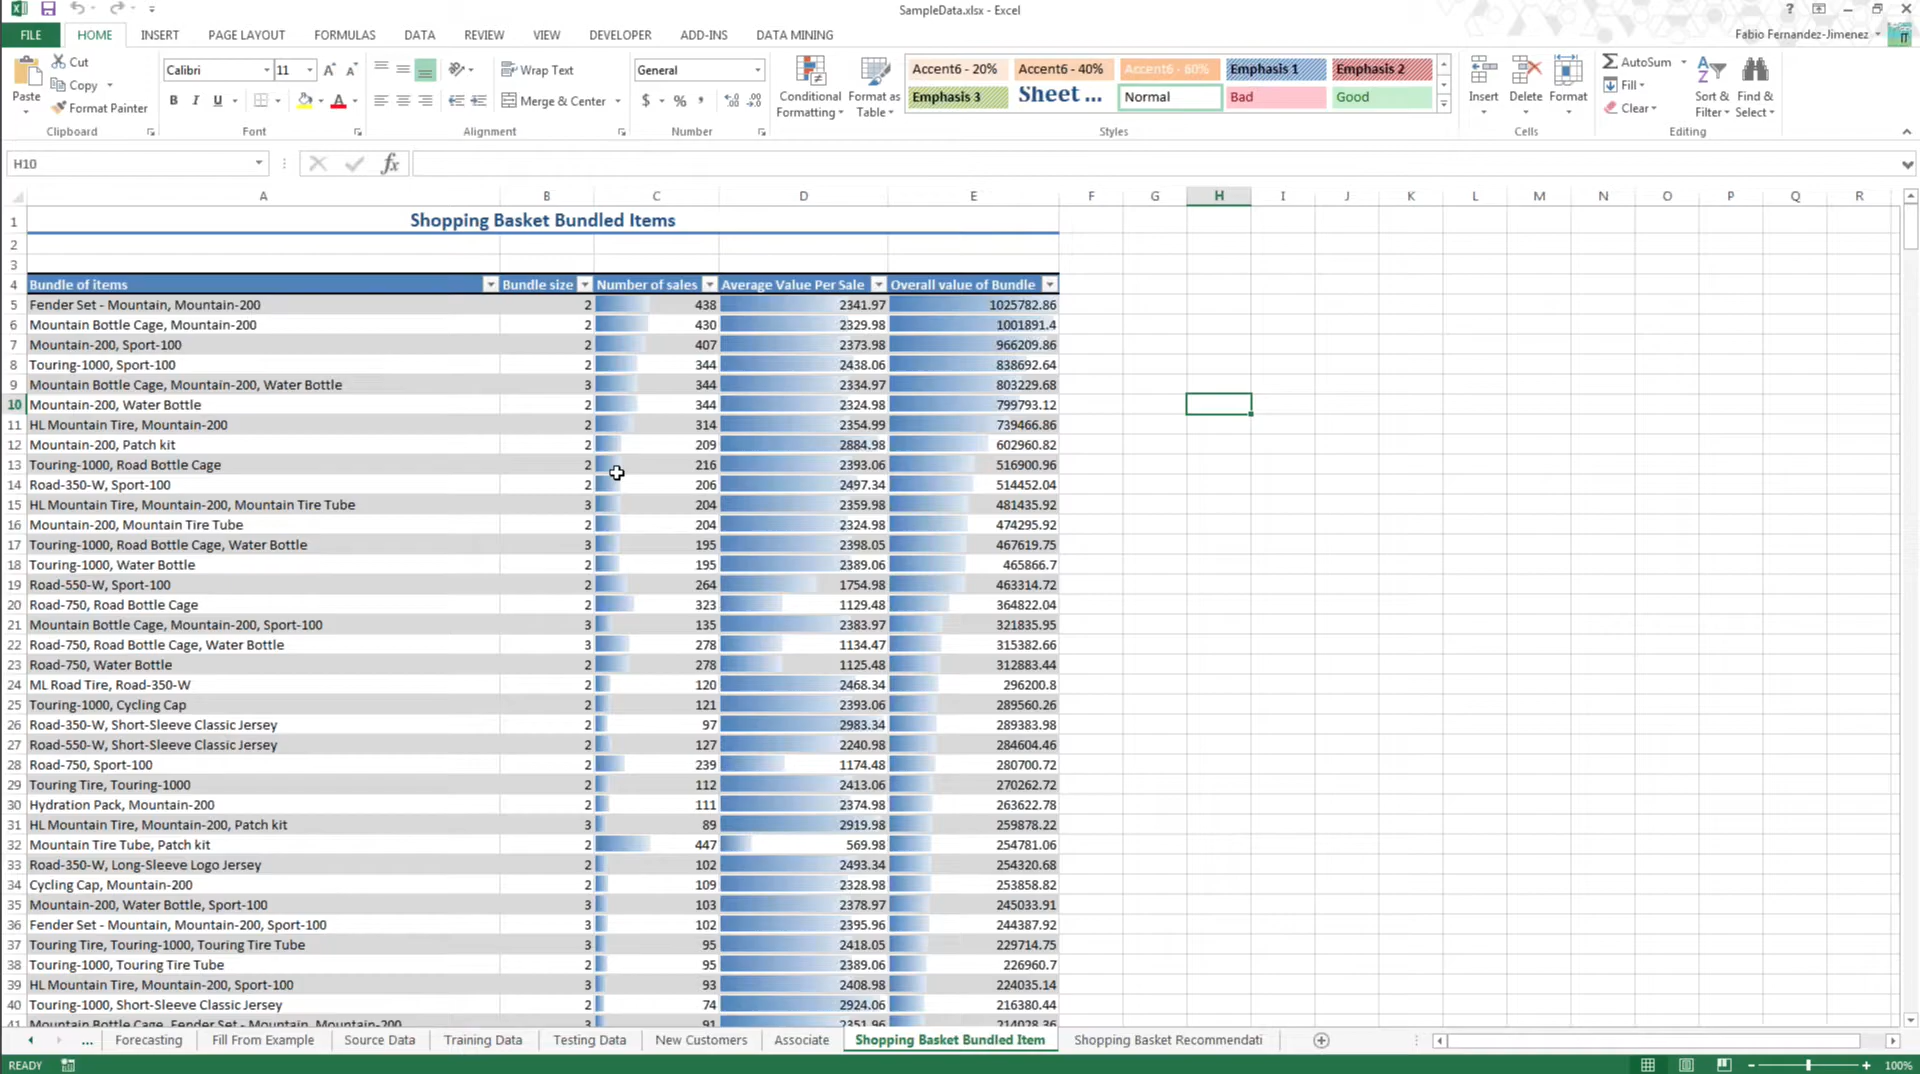 SampleData.xlsx - Excel
FILE HOME INSERT PAGE LAYOUT FORMULAS DATA REVIEW VIEW DEVELOPER ADD-INS DATA MINING Fabio Fernandez-Jimenez
Cut
Copy
Format Painter
Paste
Clipboard
Calibri 11
B I U
Font
Wrap Text
Merge & Center
Alignment
General
$ % ,
Number
Conditional Formatting
Format as Table
Accent6 - 20% Accent6 - 40% Accent6 - 60% Emphasis 1 Emphasis 2
Emphasis 3 Sheet ... Normal Bad Good
Styles
Insert Delete Format
Cells
AutoSum
Fill
Clear
Sort & Filter
Find & Select
Editing
H10 fx
A B C D E F G H I J K L M N O P Q R
1 Shopping Basket Bundled Items
2
3
4 Bundle of items Bundle size Number of sales Average Value Per Sale Overall value of Bundle
5 Fender Set - Mountain, Mountain-200 2 438 2341.97 1025782.86
6 Mountain Bottle Cage, Mountain-200 2 430 2329.98 1001891.4
7 Mountain-200, Sport-100 2 407 2373.98 966209.86
8 Touring-1000, Sport-100 2 344 2438.06 838692.64
9 Mountain Bottle Cage, Mountain-200, Water Bottle 3 344 2334.97 803229.68
10 Mountain-200, Water Bottle 2 344 2324.98 799793.12
11 HL Mountain Tire, Mountain-200 2 314 2354.99 739466.86
12 Mountain-200, Patch kit 2 209 2884.98 602960.82
13 Touring-1000, Road Bottle Cage 2 216 2393.06 516900.96
14 Road-350-W, Sport-100 2 206 2497.34 514452.04
15 HL Mountain Tire, Mountain-200, Mountain Tire Tube 3 204 2359.98 481435.92
16 Mountain-200, Mountain Tire Tube 2 204 2324.98 474295.92
17 Touring-1000, Road Bottle Cage, Water Bottle 3 195 2398.05 467619.75
18 Touring-1000, Water Bottle 2 195 2389.06 465866.7
19 Road-550-W, Sport-100 2 264 1754.98 463314.72
20 Road-750, Road Bottle Cage 2 323 1129.48 364822.04
21 Mountain Bottle Cage, Mountain-200, Sport-100 3 135 2383.97 321835.95
22 Road-750, Road Bottle Cage, Water Bottle 3 278 1134.47 315382.66
23 Road-750, Water Bottle 2 278 1125.48 312883.44
24 ML Road Tire, Road-350-W 2 120 2468.34 296200.8
25 Touring-1000, Cycling Cap 2 121 2393.06 289560.26
26 Road-350-W, Short-Sleeve Classic Jersey 2 97 2983.34 289383.98
27 Road-550-W, Short-Sleeve Classic Jersey 2 127 2240.98 284604.46
28 Road-750, Sport-100 2 239 1174.48 280700.72
29 Touring Tire, Touring-1000 2 112 2413.06 270262.72
30 Hydration Pack, Mountain-200 2 111 2374.98 263622.78
31 HL Mountain Tire, Mountain-200, Patch kit 3 89 2919.98 259878.22
32 Mountain Tire Tube, Patch kit 2 447 569.98 254781.06
33 Road-350-W, Long-Sleeve Logo Jersey 2 102 2493.34 254320.68
34 Cycling Cap, Mountain-200 2 109 2328.98 253858.82
35 Mountain-200, Water Bottle, Sport-100 3 103 2378.97 245033.91
36 Fender Set - Mountain, Mountain-200, Sport-100 3 102 2395.96 244387.92
37 Touring Tire, Touring-1000, Touring Tire Tube 3 95 2418.05 229714.75
38 Touring-1000, Touring Tire Tube 2 95 2389.06 226960.7
39 HL Mountain Tire, Mountain-200, Sport-100 3 93 2408.98 224035.14
40 Touring-1000, Short-Sleeve Classic Jersey 2 74 2924.06 216380.44
41 Mountain Bottle Cage, Fender Set - Mountain, Mountain-200 3 91 2351.96 214028.36
... Forecasting Fill From Example Source Data Training Data Testing Data New Customers Associate Shopping Basket Bundled Item Shopping Basket Recommendati
READY 100%